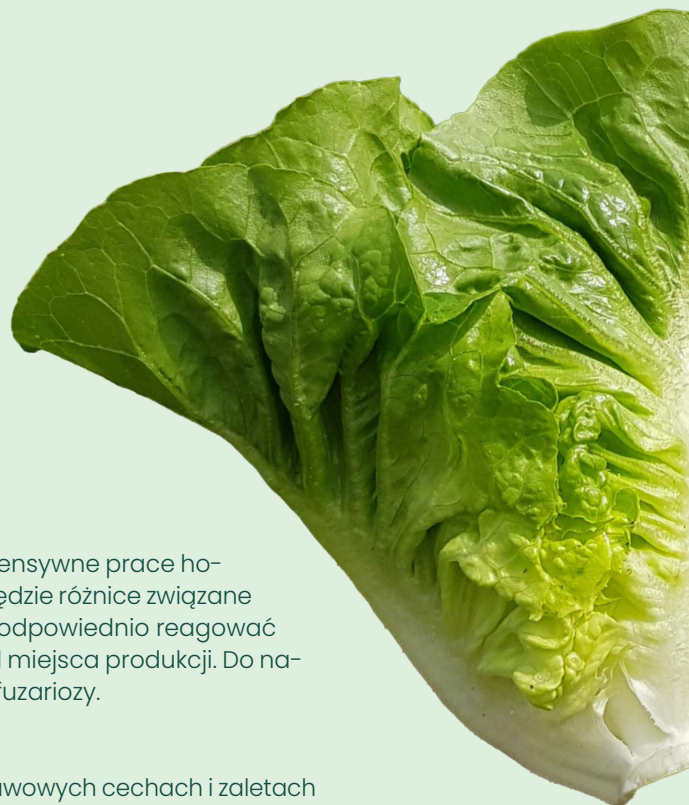 ensywne prace ho-
ędzie różnice związane
odpowiednio reagować
miejsca produkcji. Do na-
fuzariozy.
awowych cechach i zaletach